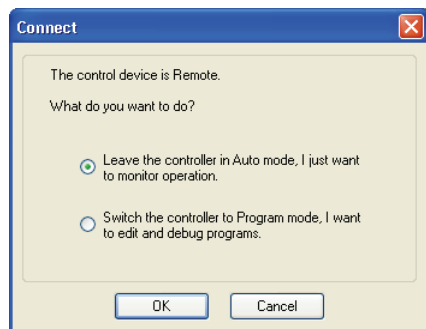 Connect
The control device is Remote.
What do you want to do?
Leave the controller in Auto mode, I just want
to monitor operation.
Switch the controller to Program mode, I want
to edit and debug programs.
OK
Cancel